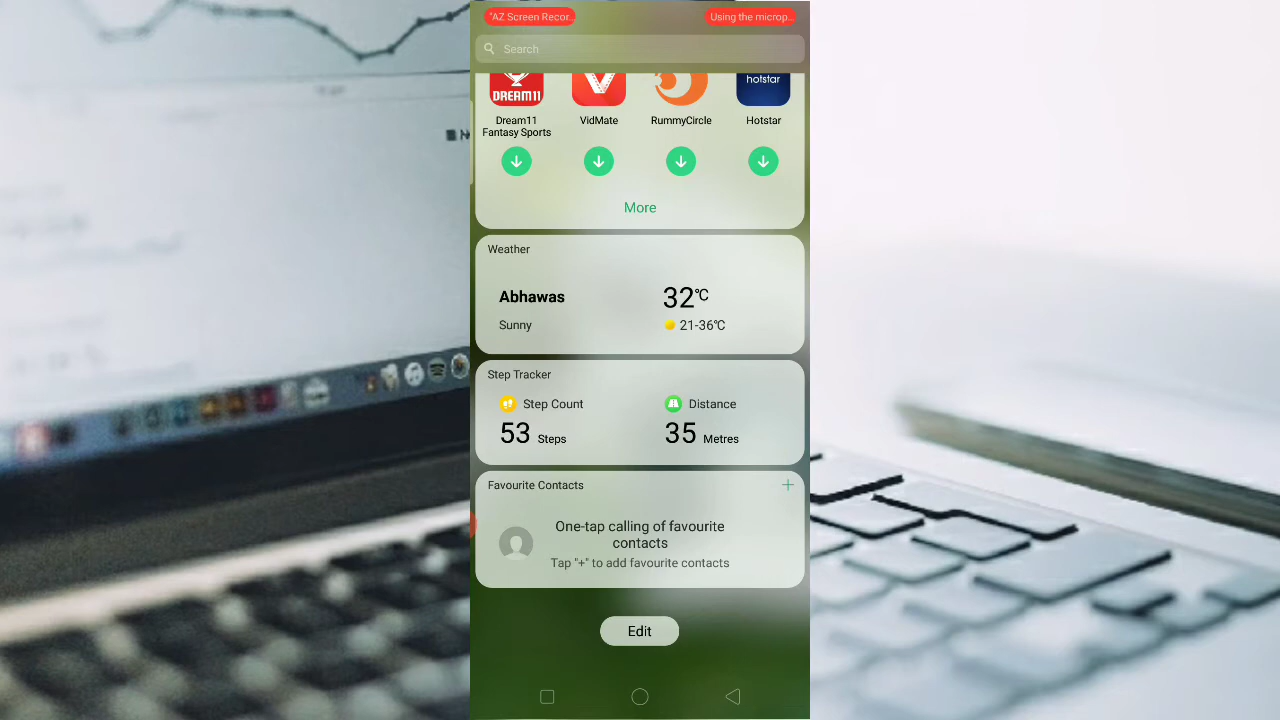 "AZ Screen Recor.. Using the microp...
Search
DREAM11 hotstar
Dream11 VidMate RummyCircle Hotstar
Fantasy Sports
More
Weather
Abhawas 32℃
Sunny 21-36℃
Step Tracker
Step Count Distance
53 Steps 35 Metres
Favourite Contacts +
One-tap calling of favourite
contacts
Tap "+" to add favourite contacts
Edit